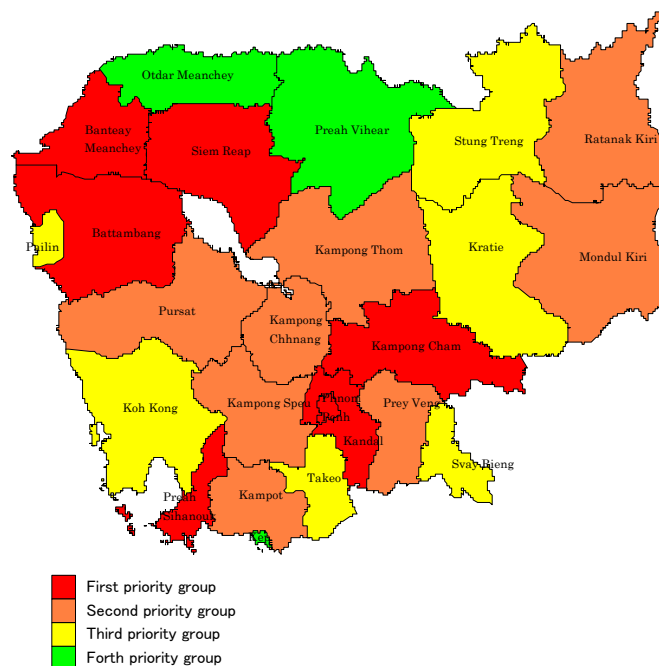 Otdar Meanchey
Banteay
Meanchey
Siem Reap
Preah Vihear
Stung Treng
Ratanak Kiri
Pailin
Battambang
Kampong Thom
Kratie
Mondul Kiri
Pursat
Kampong
Chhnang
Kampong Cham
Koh Kong
Kampong Speu
Panom
Penh
Prey Veng
Kandal
Svay Rieng
Takeo
Preah
Sihanouk
Kampot
Kep
First priority group
Second priority group
Third priority group
Forth priority group